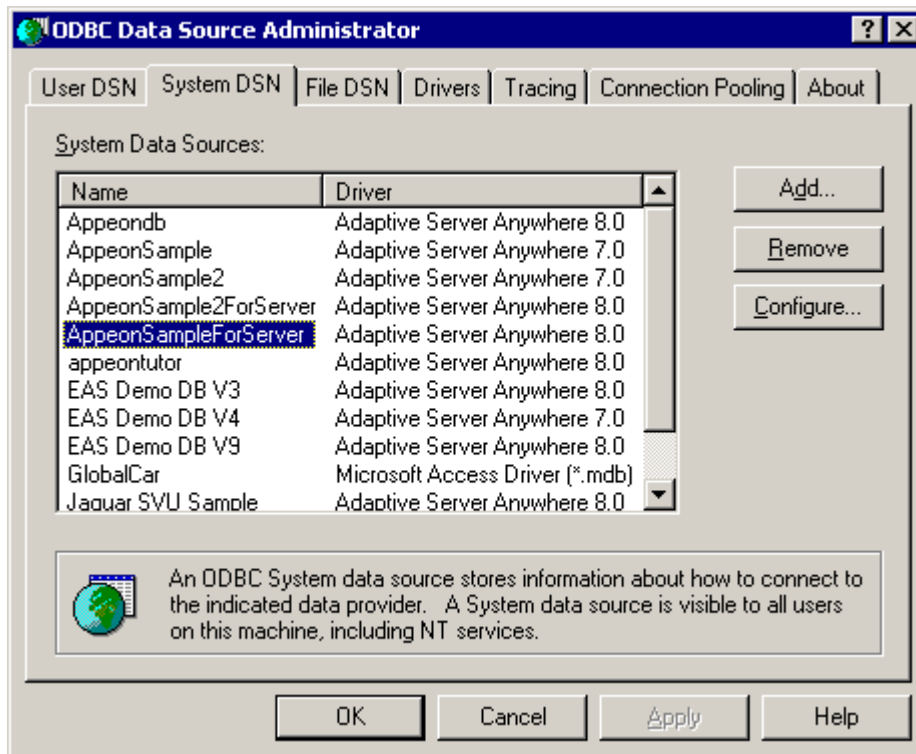 ODBC Data Source Administrator
User DSN System DSN File DSN Drivers Tracing Connection Pooling About
System Data Sources:
Name Driver
Appeondb Adaptive Server Anywhere 8.0
AppeonSample Adaptive Server Anywhere 7.0
AppeonSample2 Adaptive Server Anywhere 7.0
AppeonSample2ForServer Adaptive Server Anywhere 8.0
AppeonSampleForServer Adaptive Server Anywhere 8.0
appeontutor Adaptive Server Anywhere 8.0
EAS Demo DB V3 Adaptive Server Anywhere 8.0
EAS Demo DB V4 Adaptive Server Anywhere 7.0
EAS Demo DB V9 Adaptive Server Anywhere 8.0
GlobalCar Microsoft Access Driver (*.mdb)
Jaguar SVU Sample Adaptive Server Anywhere 8.0
Add...
Remove
Configure...
An ODBC System data source stores information about how to connect to
the indicated data provider. A System data source is visible to all users
on this machine, including NT services.
OK Cancel Apply Help